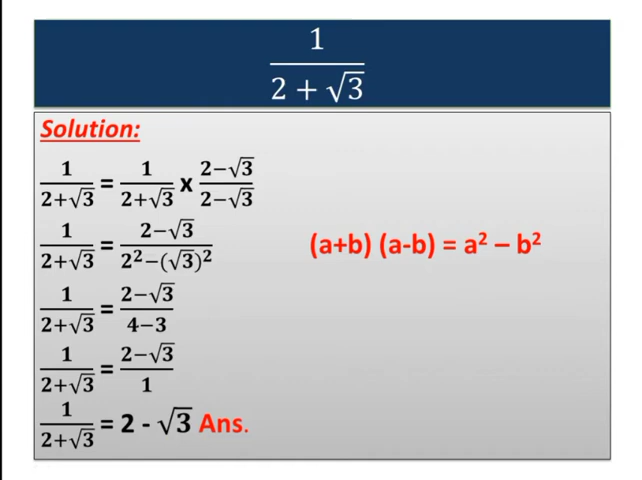 1/(2 + √3)
Solution:
1/(2+√3) = 1/(2+√3) x (2−√3)/(2−√3)
1/(2+√3) = (2−√3)/(2²−(√3)²) (a+b) (a-b) = a² – b²
1/(2+√3) = (2−√3)/(4−3)
1/(2+√3) = (2−√3)/1
1/(2+√3) = 2 - √3 Ans.